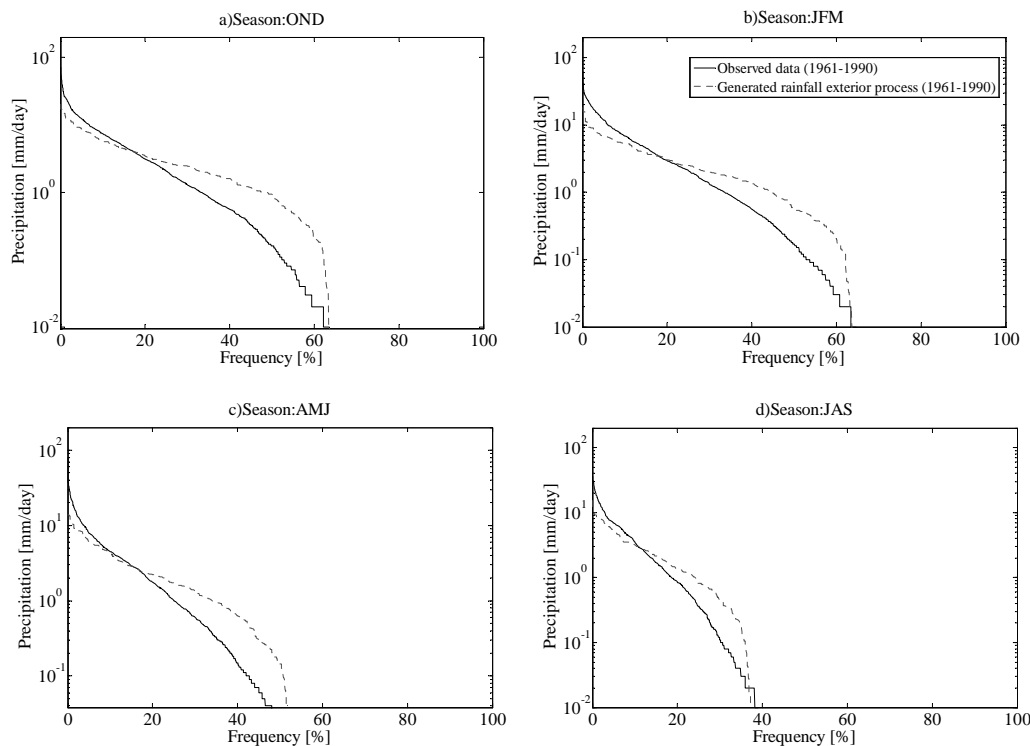 a)Season:OND
10^2
10^1
10^0
10^-1
10^-2
Precipitation [mm/day]
0 20 40 60 80 100
Frequency [%]
b)Season:JFM
Observed data (1961-1990)
Generated rainfall exterior process (1961-1990)
10^2
10^1
10^0
10^-1
10^-2
Precipitation [mm/day]
0 20 40 60 80 100
Frequency [%]
c)Season:AMJ
10^2
10^1
10^0
10^-1
Precipitation [mm/day]
0 20 40 60 80 100
Frequency [%]
d)Season:JAS
10^2
10^1
10^0
10^-1
10^-2
Precipitation [mm/day]
0 20 40 60 80 100
Frequency [%]